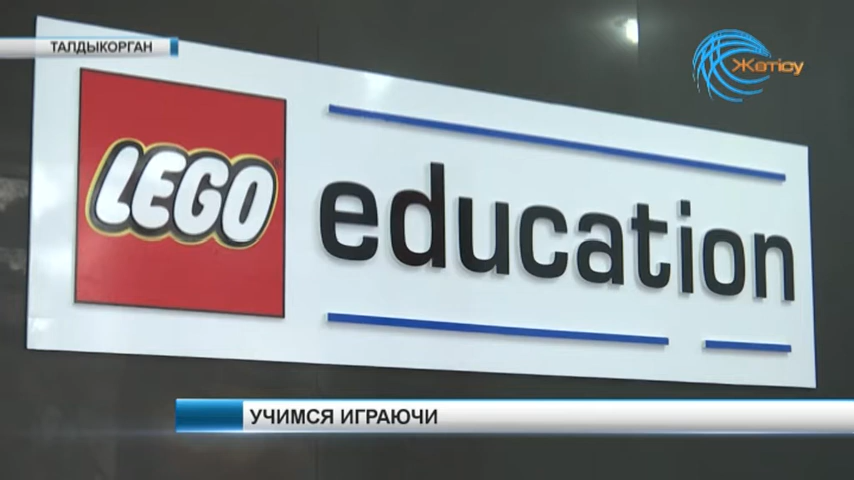 ТАЛДЫКОРГАН
Жетісу
LEGO
education
УЧИМСЯ ИГРАЮЧИ